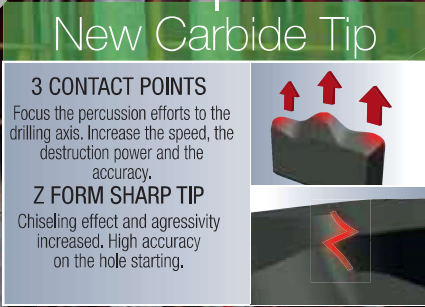 New Carbide Tip
3 CONTACT POINTS
Focus the percussion efforts to the
drilling axis. Increase the speed, the
destruction power and the
accuracy.
Z FORM SHARP TIP
Chiseling effect and agressivity
increased. High accuracy
on the hole starting.